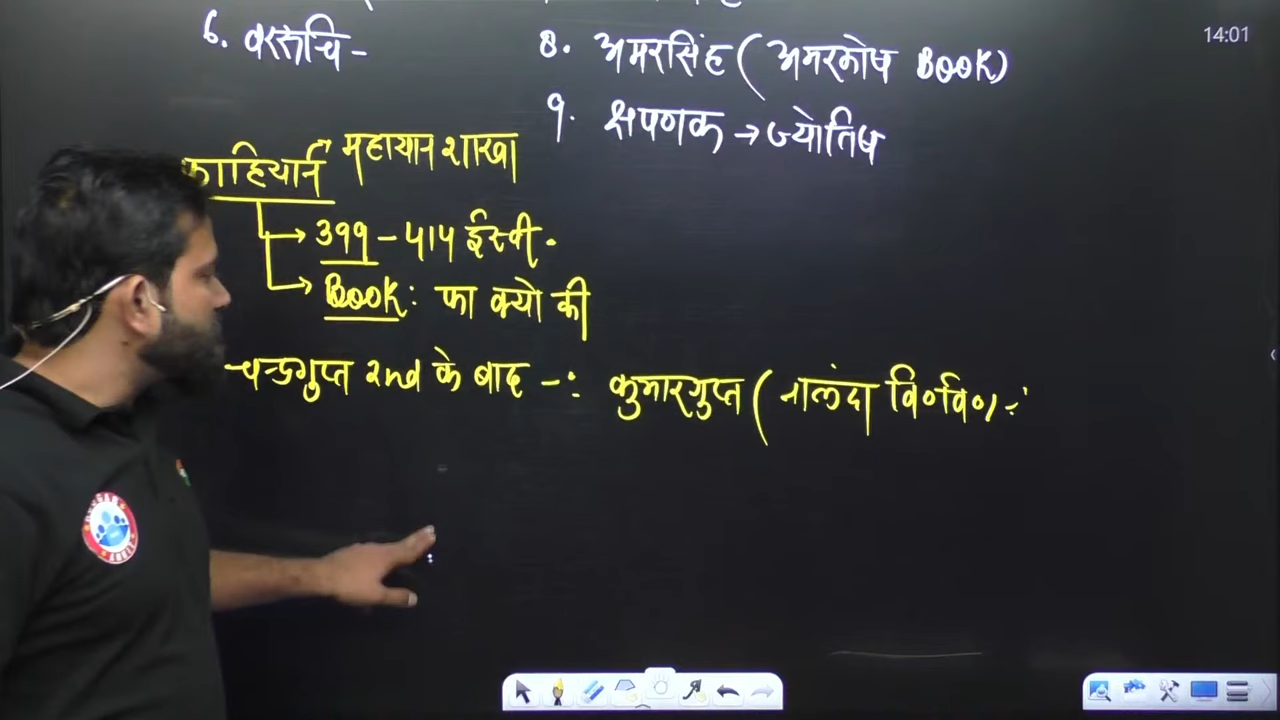 6. वररूचि -
8. अमरसिंह ( अमरकोष BOOK)
9. क्षपणक → ज्योतिष
14:01
फाहियान → महायान शाखा
→ 399 - 414 ईस्वी.
→ BOOK : फा क्यो की
चन्द्रगुप्त 2nd के बाद -: कुमारगुप्त ( नालंदा वि०वि०)